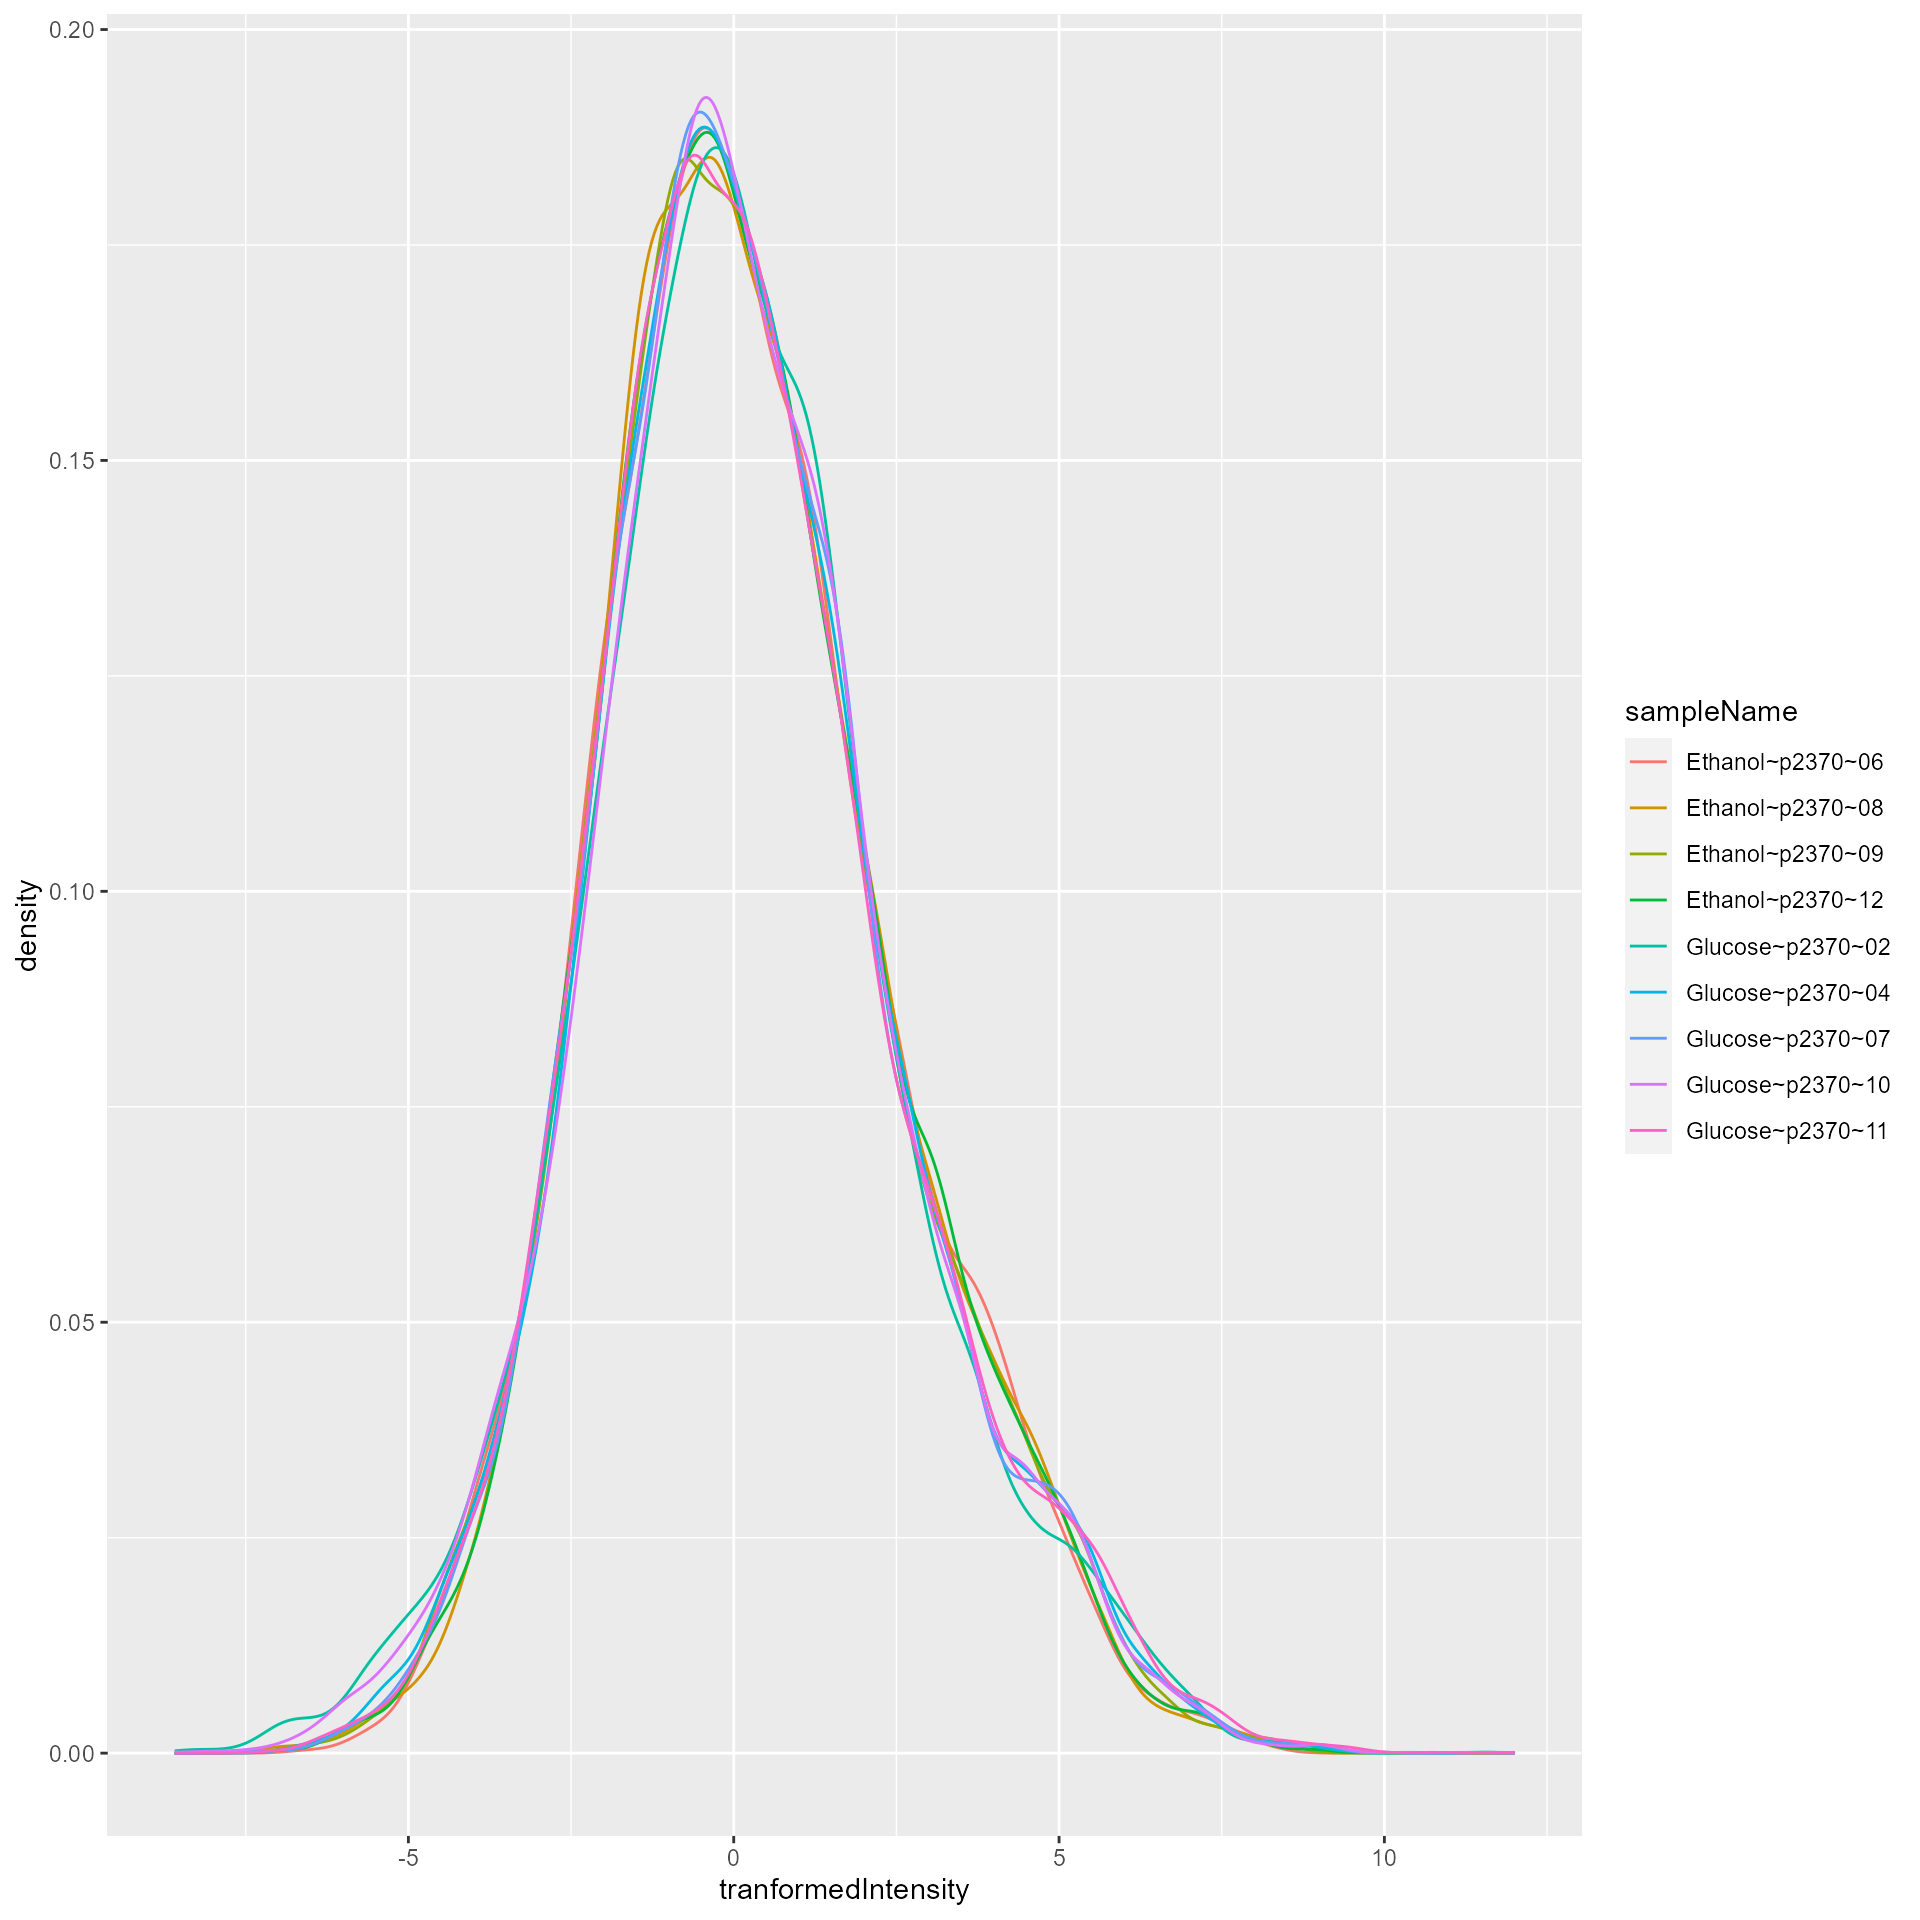 0.20
0.15
0.10
0.05
0.00
density
-5
0
5
10
tranformedIntensity
sampleName
Ethanol~p2370~06
Ethanol~p2370~08
Ethanol~p2370~09
Ethanol~p2370~12
Glucose~p2370~02
Glucose~p2370~04
Glucose~p2370~07
Glucose~p2370~10
Glucose~p2370~11